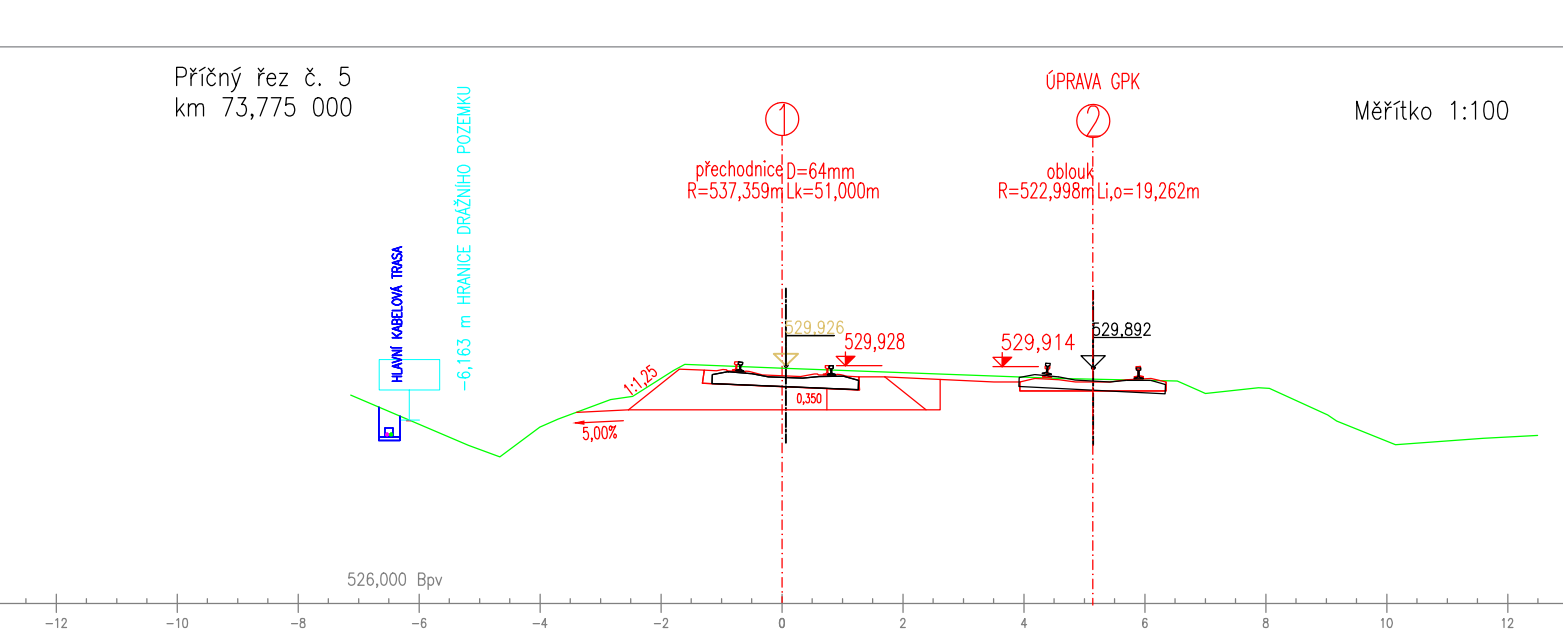 Příčný řez č. 5
km 73,775 000
ÚPRAVA GPK
Měřítko 1:100
1
2
přechodnice D=64mm
R=537,359m Lk=51,000m
oblouk
R=522,998m Li,o=19,262m
HLAVNÍ KABELOVÁ TRASA
-6,163 m HRANICE DRÁŽNÍHO POZEMKU
529,926
529,928
529,914
529,892
1:1,25
0,350
5,00%
526,000 Bpv
-12 -10 -8 -6 -4 -2 0 2 4 6 8 10 12